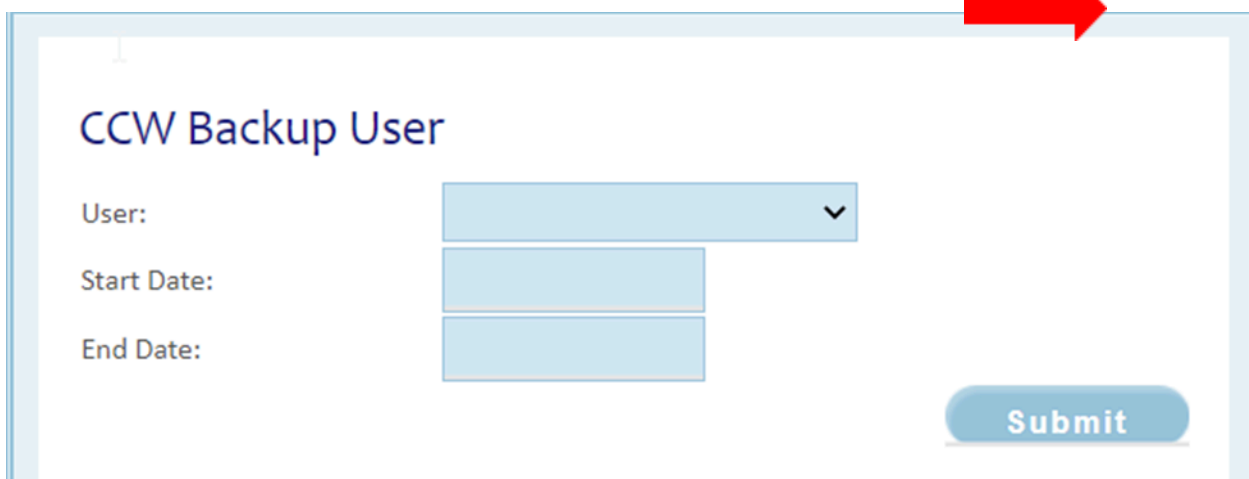 CCW Backup User
User:
Start Date:
End Date:
Submit